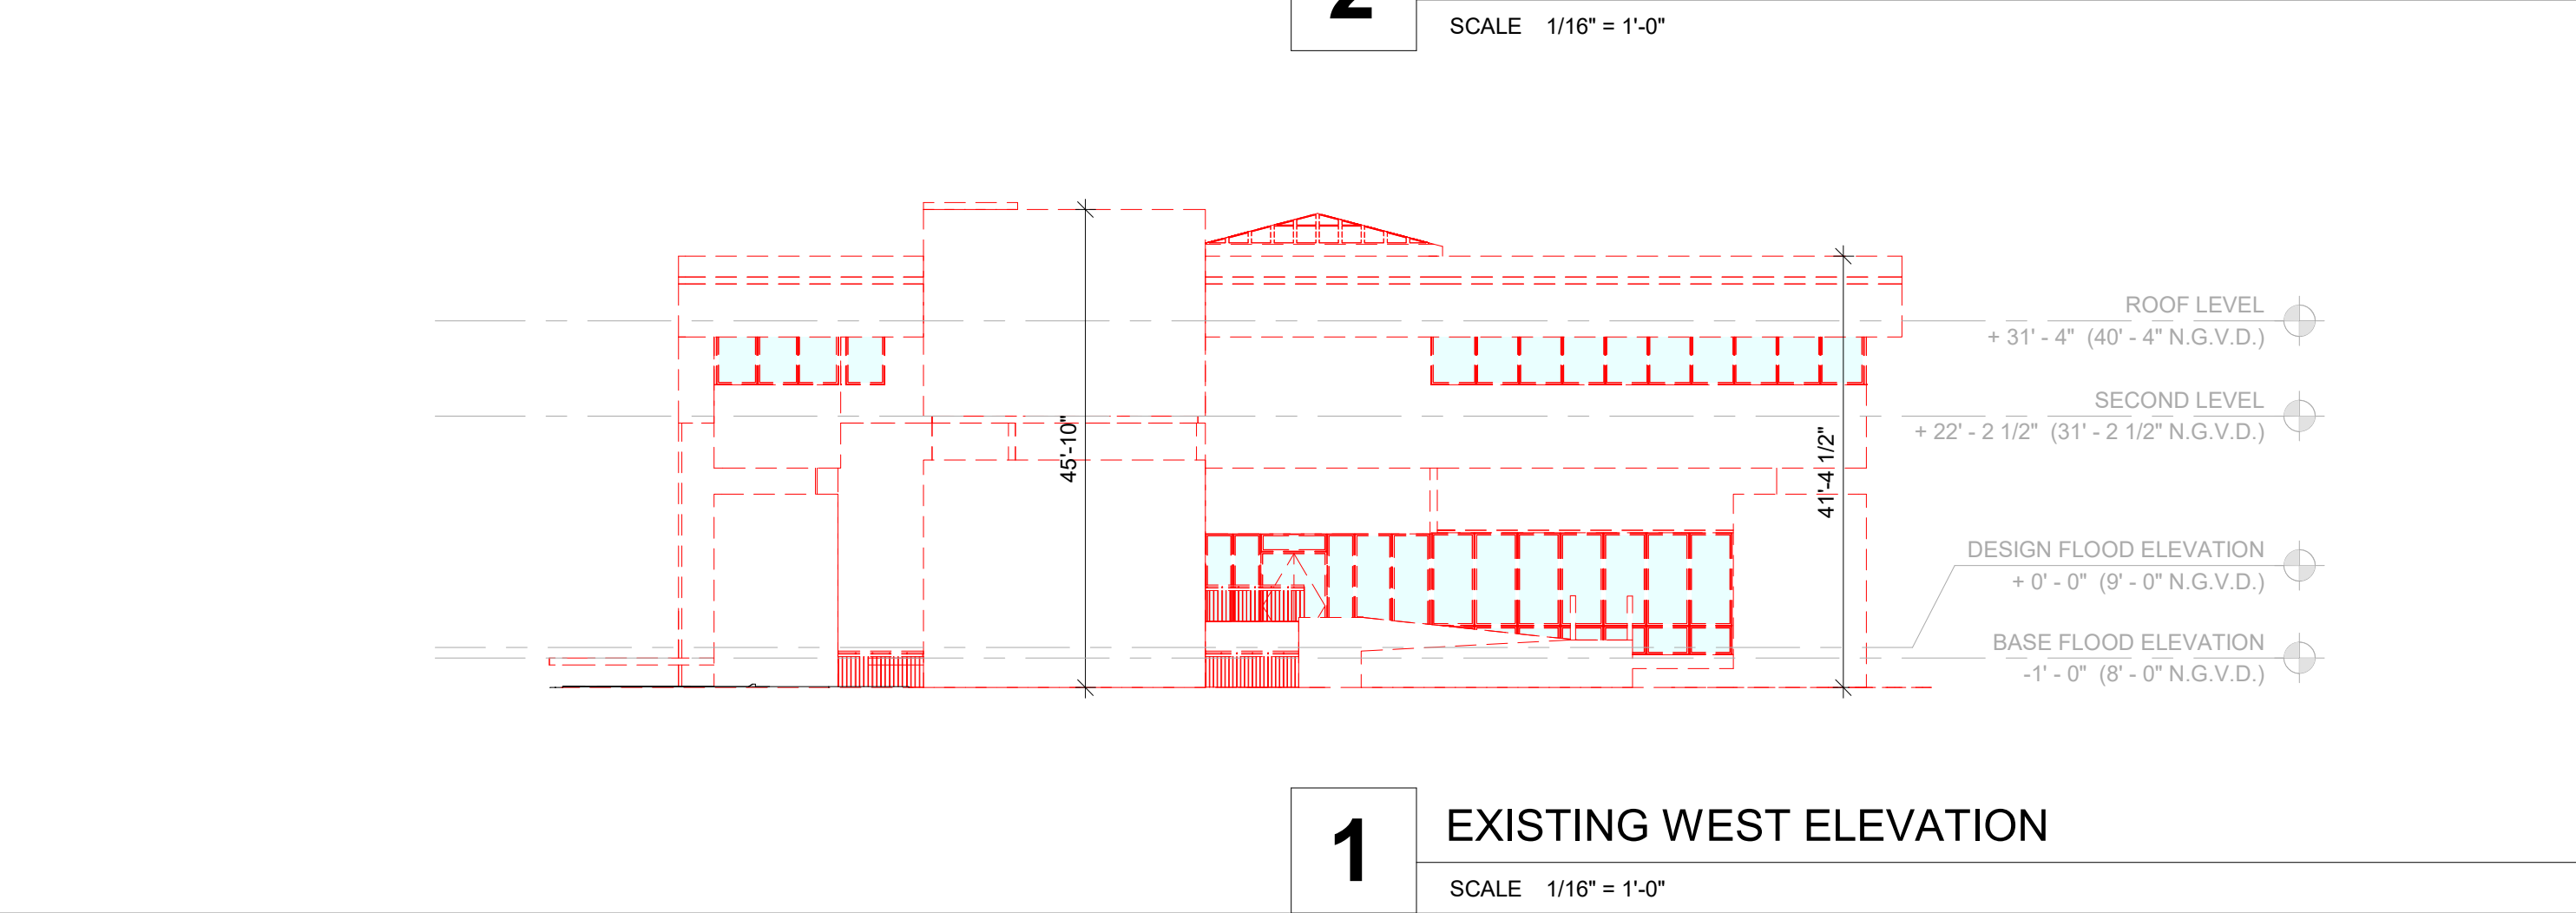 2
SCALE 1/16" = 1'-0"
45'-10"
41'-4 1/2"
ROOF LEVEL
+ 31' - 4" (40' - 4" N.G.V.D.)
SECOND LEVEL
+ 22' - 2 1/2" (31' - 2 1/2" N.G.V.D.)
DESIGN FLOOD ELEVATION
+ 0' - 0" (9' - 0" N.G.V.D.)
BASE FLOOD ELEVATION
-1' - 0" (8' - 0" N.G.V.D.)
1
EXISTING WEST ELEVATION
SCALE 1/16" = 1'-0"